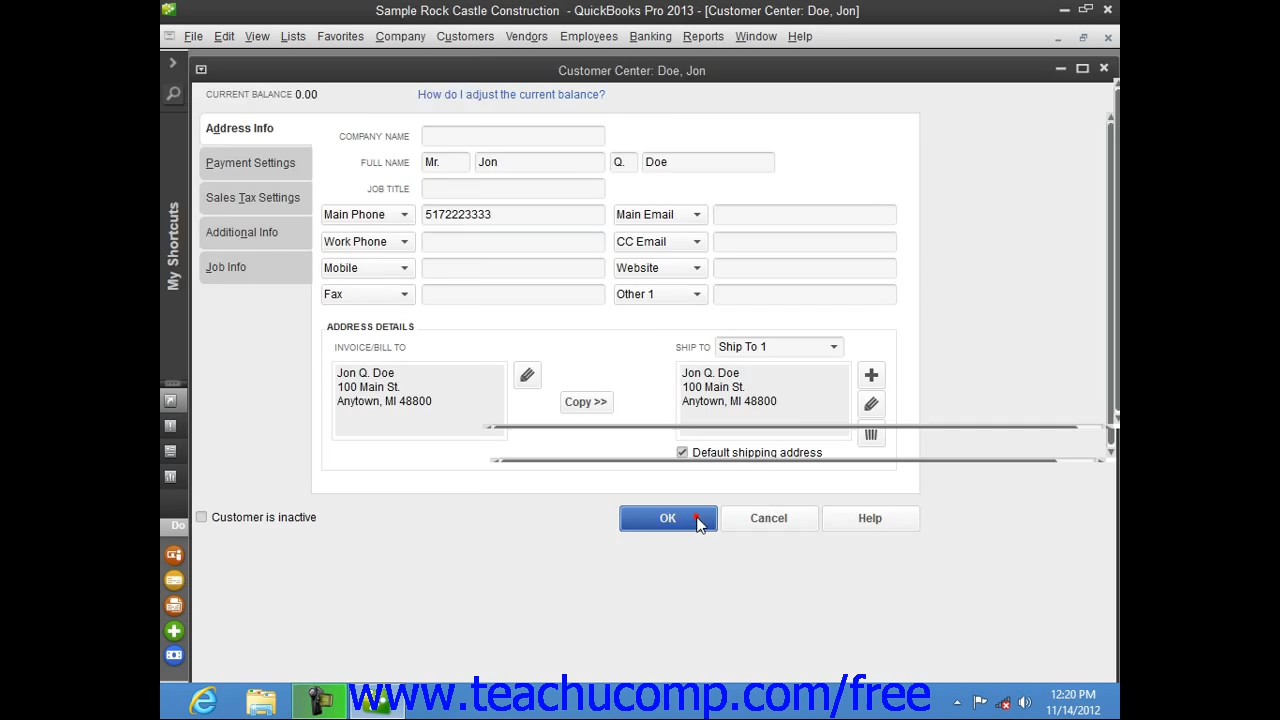 Sample Rock Castle Construction - QuickBooks Pro 2013 - [Customer Center: Doe, Jon]
File Edit View Lists Favorites Company Customers Vendors Employees Banking Reports Window Help
Customer Center: Doe, Jon
CURRENT BALANCE 0.00 How do I adjust the current balance?
Address Info
Payment Settings
Sales Tax Settings
Additional Info
Job Info
COMPANY NAME
FULL NAME Mr. Jon Q. Doe
JOB TITLE
Main Phone 5172223333 Main Email
Work Phone CC Email
Mobile Website
Fax Other 1
ADDRESS DETAILS
INVOICE/BILL TO
Jon Q. Doe
100 Main St.
Anytown, MI 48800
Copy >>
SHIP TO Ship To 1
Jon Q. Doe
100 Main St.
Anytown, MI 48800
Default shipping address
Customer is inactive
OK Cancel Help
My Shortcuts
Do
www.teachucomp.com/free
12:20 PM
11/14/2012